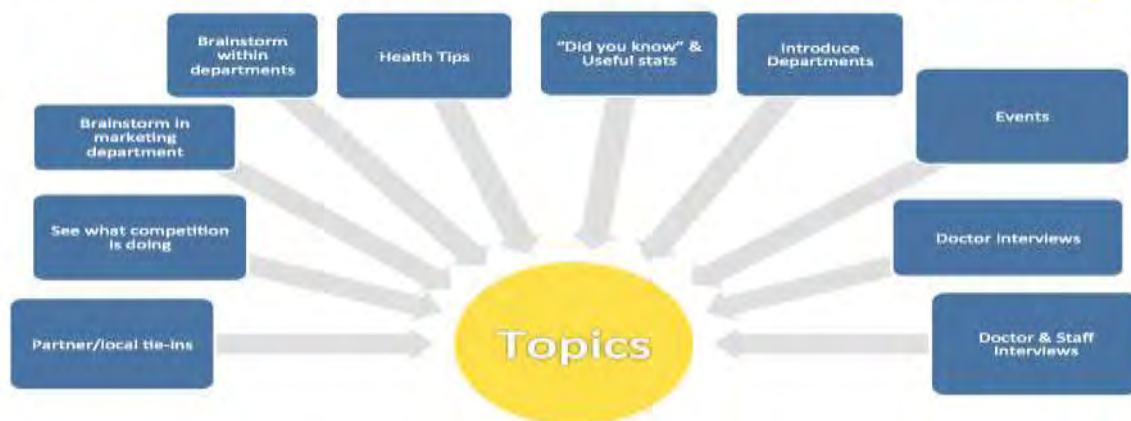 Brainstorm
within
departments
Health Tips
"Did you know" &
Useful stats
Introduce
Departments
Brainstorm in
marketing
department
Events
See what competition
is doing
Doctor Interviews
Partner/local tie-ins
Topics
Doctor & Staff
Interviews